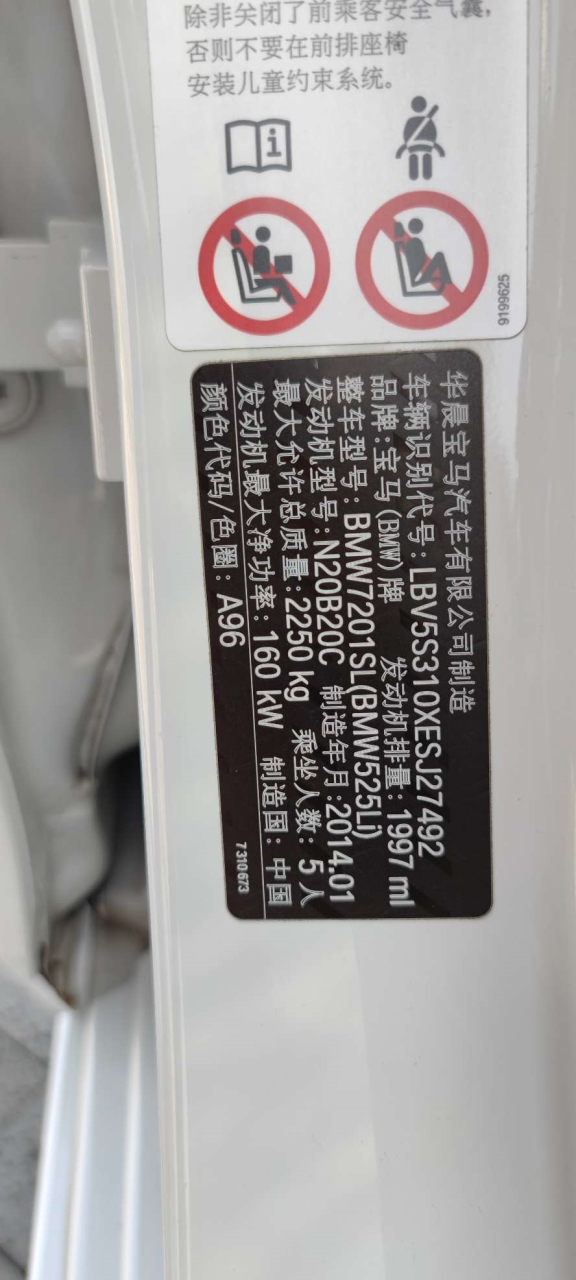 除非关闭了前乘客安全气囊,
否则不要在前排座椅
安装儿童约束系统。
9199625
华晨宝马汽车有限公司制造
车辆识别代号: LBV5S310XESJ27492
品牌: 宝马(BMW)牌 发动机排量: 1997 ml
整车型号: BMW7201SL(BMW525Li)
发动机型号: N20B20C 制造年月: 2014.01
最大允许总质量: 2250 kg 乘坐人数: 5 人
发动机最大净功率: 160 kW 制造国: 中国
颜色代码/色圈: A96
7310673